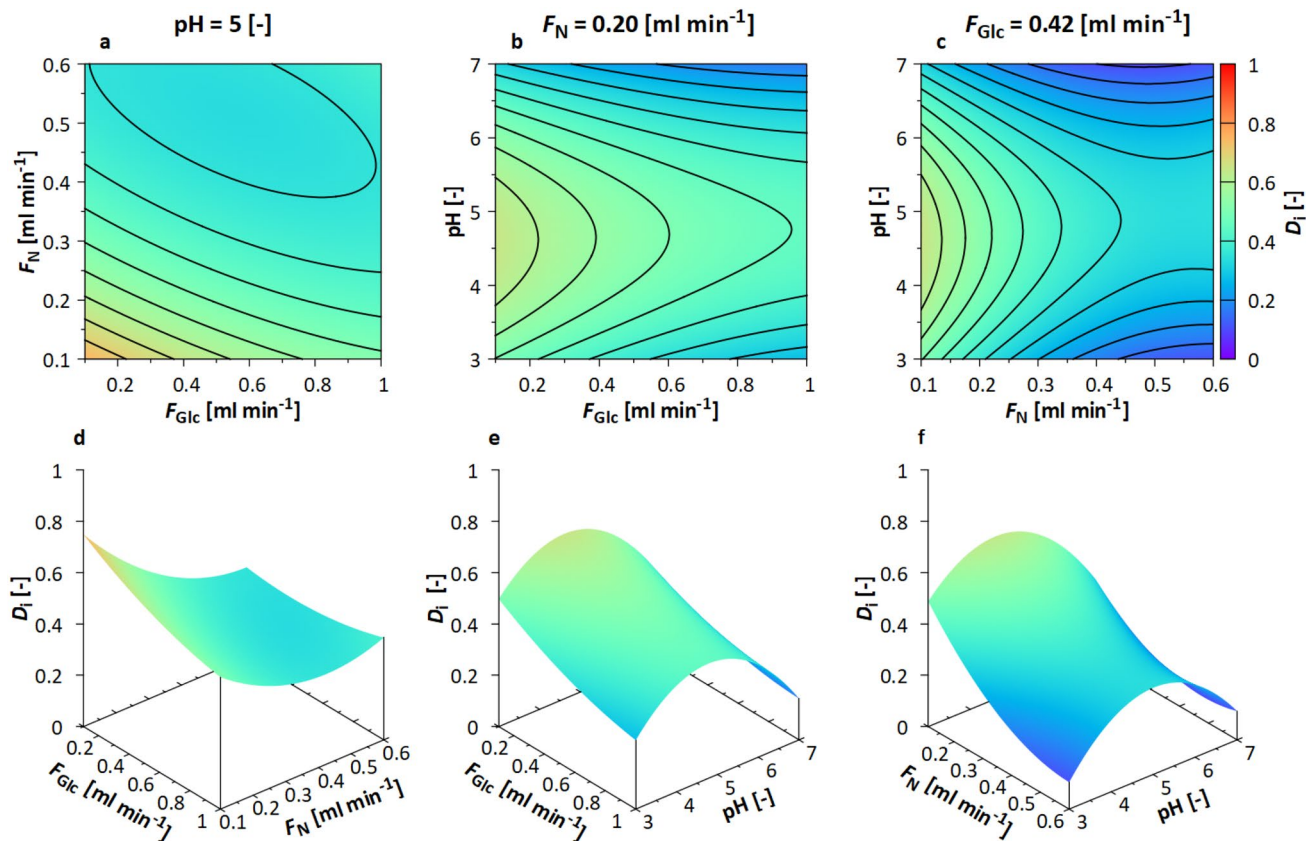 pH = 5 [-]
F_N = 0.20 [ml min⁻¹]
F_Glc = 0.42 [ml min⁻¹]
a
b
c
0.6
0.5
0.4
0.3
0.2
0.1
F_N [ml min⁻¹]
0.2 0.4 0.6 0.8 1
F_Glc [ml min⁻¹]
7
6
5
4
3
pH [-]
0.2 0.4 0.6 0.8 1
F_Glc [ml min⁻¹]
7
6
5
4
3
pH [-]
0.1 0.2 0.3 0.4 0.5 0.6
F_N [ml min⁻¹]
1
0.8
0.6
0.4
0.2
0
D_i [-]
d
e
f
1
0.8
0.6
0.4
0.2
0
D_i [-]
0.2 0.4 0.6 0.8 1
F_Glc [ml min⁻¹]
0.1 0.2 0.3 0.4 0.5 0.6
F_N [ml min⁻¹]
1
0.8
0.6
0.4
0.2
0
D_i [-]
0.2 0.4 0.6 0.8 1
F_Glc [ml min⁻¹]
3 4 5 6 7
pH [-]
1
0.8
0.6
0.4
0.2
0
D_i [-]
0.2 0.3 0.4 0.5 0.6
F_N [ml min⁻¹]
3 4 5 6 7
pH [-]